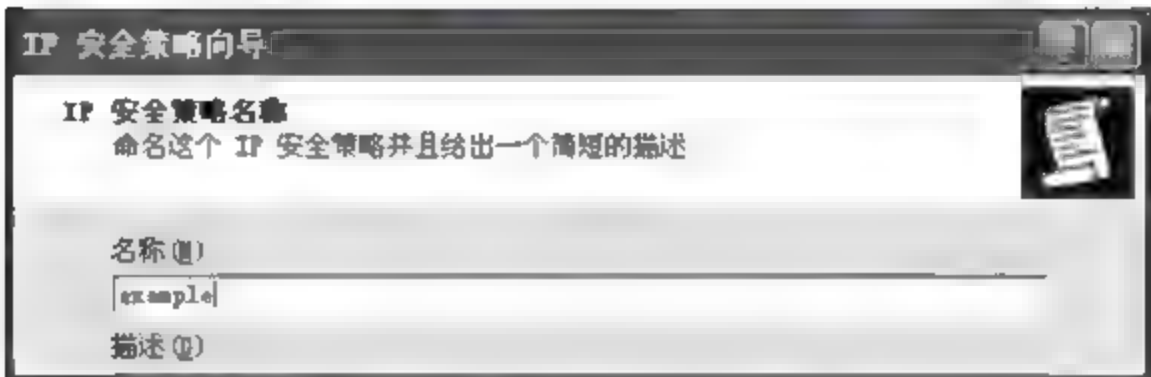 IP 安全策略向导
IP 安全策略名称
命名这个 IP 安全策略并且给出一个简短的描述
名称(M)
example
描述(D)